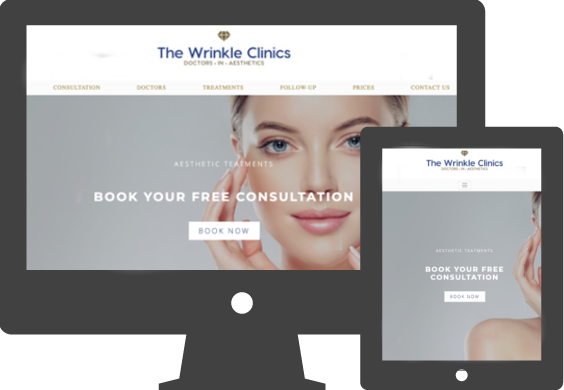 The Wrinkle Clinics
DOCTORS - IN - AESTHETICS
CONSULTATION DOCTORS TREATMENTS FOLLOW-UP PRICES CONTACT US
AESTHETIC TEATMENTS
BOOK YOUR FREE CONSULTATION
BOOK NOW
The Wrinkle Clinics
DOCTORS - IN - AESTHETICS
AESTHETIC TEATMENTS
BOOK YOUR FREE
CONSULTATION
BOOK NOW